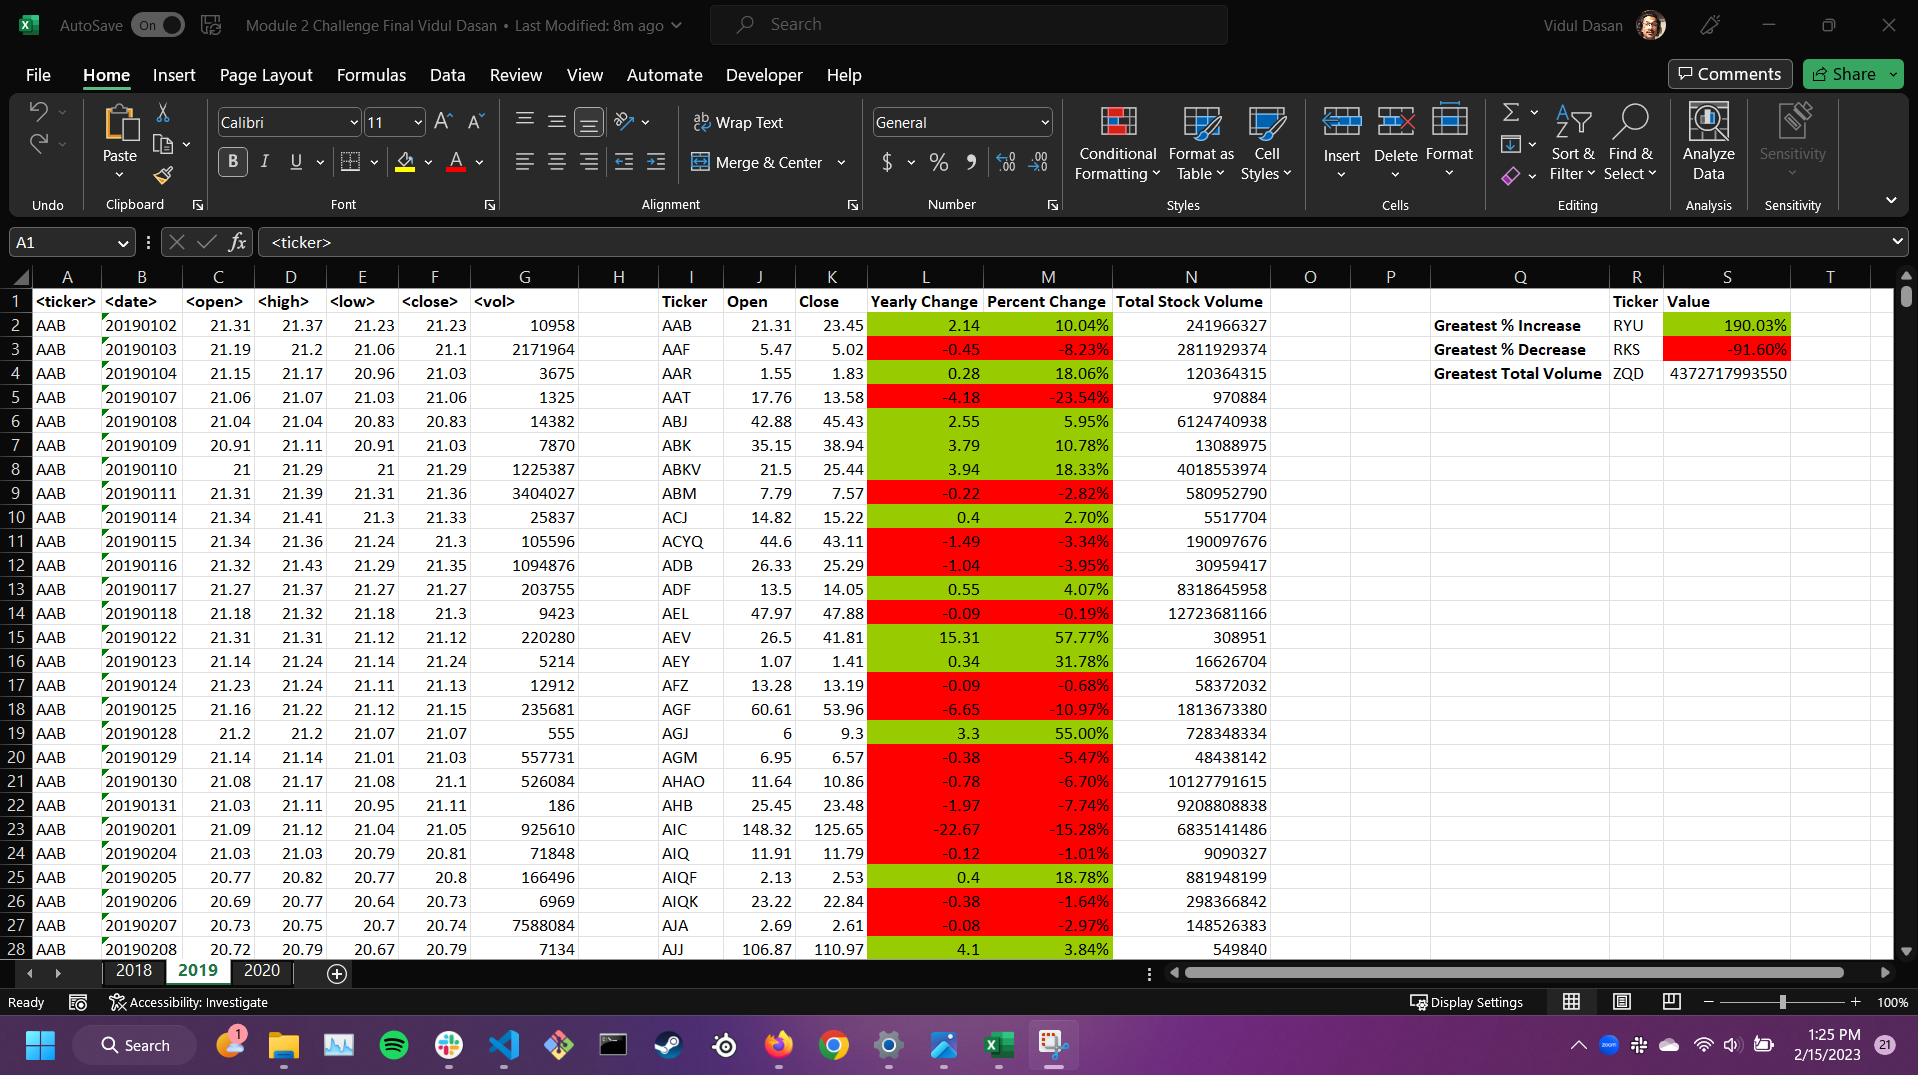 AutoSave On Module 2 Challenge Final Vidul Dasan • Last Modified: 8m ago Search Vidul Dasan
File Home Insert Page Layout Formulas Data Review View Automate Developer Help Comments Share
Calibri 11 Wrap Text General
Paste B I U A Merge & Center $ % Conditional Formatting Format as Table Cell Styles Insert Delete Format Sort & Filter Find & Select Analyze Data Sensitivity
Undo Clipboard Font Alignment Number Styles Cells Editing Analysis Sensitivity
A1 fx <ticker>
A B C D E F G H I J K L M N O P Q R S T
1 <ticker> <date> <open> <high> <low> <close> <vol> Ticker Open Close Yearly Change Percent Change Total Stock Volume Ticker Value
2 AAB 20190102 21.31 21.37 21.23 21.23 10958 AAB 21.31 23.45 2.14 10.04% 241966327 Greatest % Increase RYU 190.03%
3 AAB 20190103 21.19 21.2 21.06 21.1 2171964 AAF 5.47 5.02 -0.45 -8.23% 2811929374 Greatest % Decrease RKS -91.60%
4 AAB 20190104 21.15 21.17 20.96 21.03 3675 AAR 1.55 1.83 0.28 18.06% 120364315 Greatest Total Volume ZQD 4372717993550
5 AAB 20190107 21.06 21.07 21.03 21.06 1325 AAT 17.76 13.58 -4.18 -23.54% 970884
6 AAB 20190108 21.04 21.04 20.83 20.83 14382 ABJ 42.88 45.43 2.55 5.95% 6124740938
7 AAB 20190109 20.91 21.11 20.91 21.03 7870 ABK 35.15 38.94 3.79 10.78% 13088975
8 AAB 20190110 21 21.29 21 21.29 1225387 ABKV 21.5 25.44 3.94 18.33% 4018553974
9 AAB 20190111 21.31 21.39 21.31 21.36 3404027 ABM 7.79 7.57 -0.22 -2.82% 580952790
10 AAB 20190114 21.34 21.41 21.3 21.33 25837 ACJ 14.82 15.22 0.4 2.70% 5517704
11 AAB 20190115 21.34 21.36 21.24 21.3 105596 ACYQ 44.6 43.11 -1.49 -3.34% 190097676
12 AAB 20190116 21.32 21.43 21.29 21.35 1094876 ADB 26.33 25.29 -1.04 -3.95% 30959417
13 AAB 20190117 21.27 21.37 21.27 21.27 203755 ADF 13.5 14.05 0.55 4.07% 8318645958
14 AAB 20190118 21.18 21.32 21.18 21.3 9423 AEL 47.97 47.88 -0.09 -0.19% 12723681166
15 AAB 20190122 21.31 21.31 21.12 21.12 220280 AEV 26.5 41.81 15.31 57.77% 308951
16 AAB 20190123 21.14 21.24 21.14 21.24 5214 AEY 1.07 1.41 0.34 31.78% 16626704
17 AAB 20190124 21.23 21.24 21.11 21.13 12912 AFZ 13.28 13.19 -0.09 -0.68% 58372032
18 AAB 20190125 21.16 21.22 21.12 21.15 235681 AGF 60.61 53.96 -6.65 -10.97% 1813673380
19 AAB 20190128 21.2 21.2 21.07 21.07 555 AGJ 6 9.3 3.3 55.00% 728348334
20 AAB 20190129 21.14 21.14 21.01 21.03 557731 AGM 6.95 6.57 -0.38 -5.47% 48438142
21 AAB 20190130 21.08 21.17 21.08 21.1 526084 AHAO 11.64 10.86 -0.78 -6.70% 10127791615
22 AAB 20190131 21.03 21.11 20.95 21.11 186 AHB 25.45 23.48 -1.97 -7.74% 9208808838
23 AAB 20190201 21.09 21.12 21.04 21.05 925610 AIC 148.32 125.65 -22.67 -15.28% 6835141486
24 AAB 20190204 21.03 21.03 20.79 20.81 71848 AIQ 11.91 11.79 -0.12 -1.01% 9090327
25 AAB 20190205 20.77 20.82 20.77 20.8 166496 AIQF 2.13 2.53 0.4 18.78% 881948199
26 AAB 20190206 20.69 20.77 20.64 20.73 6969 AIQK 23.22 22.84 -0.38 -1.64% 298366842
27 AAB 20190207 20.73 20.75 20.7 20.74 7588084 AJA 2.69 2.61 -0.08 -2.97% 148526383
28 AAB 20190208 20.72 20.79 20.67 20.79 7134 AJJ 106.87 110.97 4.1 3.84% 549840
2018 2019 2020
Ready Accessibility: Investigate Display Settings 100%
Search 1 zoom 1:25 PM 21
2/15/2023